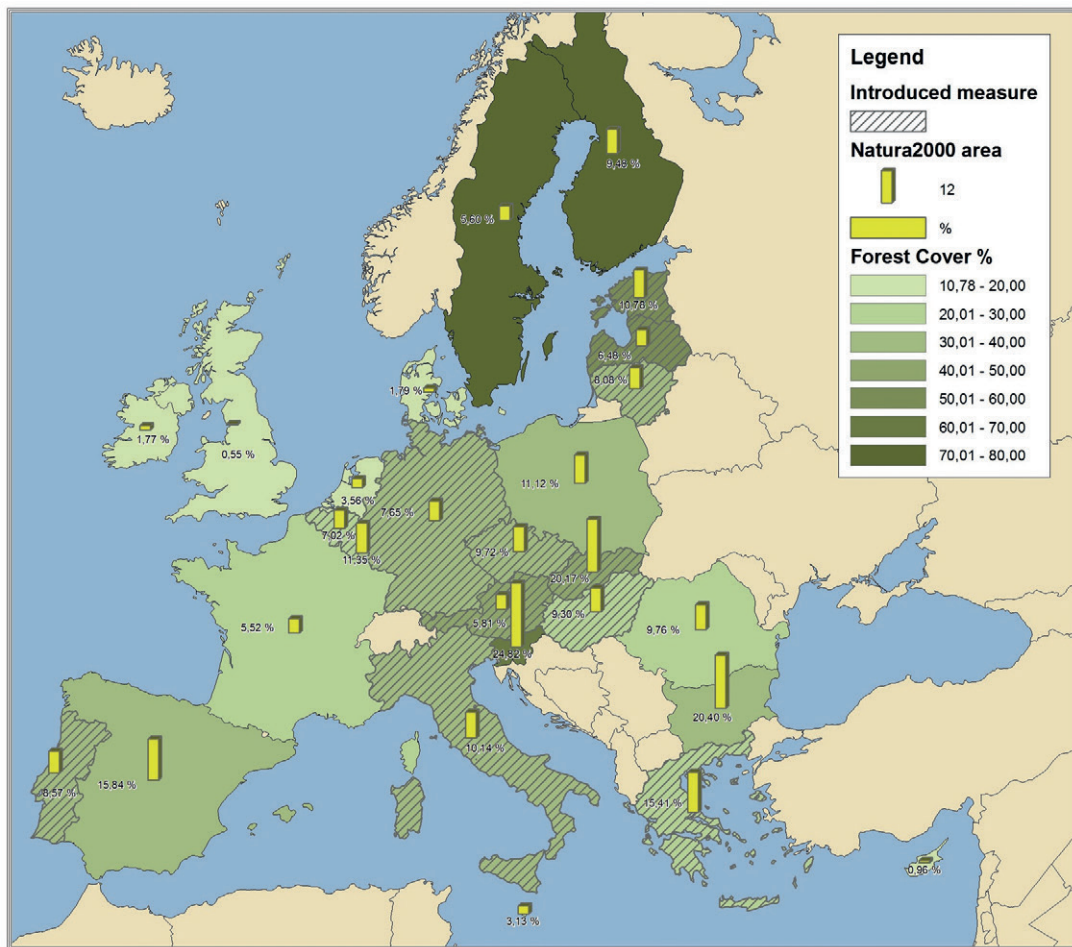 Legend
Introduced measure
Natura2000 area
12
%
Forest Cover %
10,78 - 20,00
20,01 - 30,00
30,01 - 40,00
40,01 - 50,00
50,01 - 60,00
60,01 - 70,00
70,01 - 80,00
9,48 %
5,60 %
10,78 %
6,48 %
8,08 %
1,79 %
1,77 %
0,55 %
3,56 %
11,12 %
7,65 %
7,02 %
11,35 %
9,72 %
20,17 %
9,30 %
5,81 %
5,52 %
9,76 %
24,82 %
20,40 %
10,14 %
15,84 %
8,57 %
15,41 %
0,96 %
3,13 %